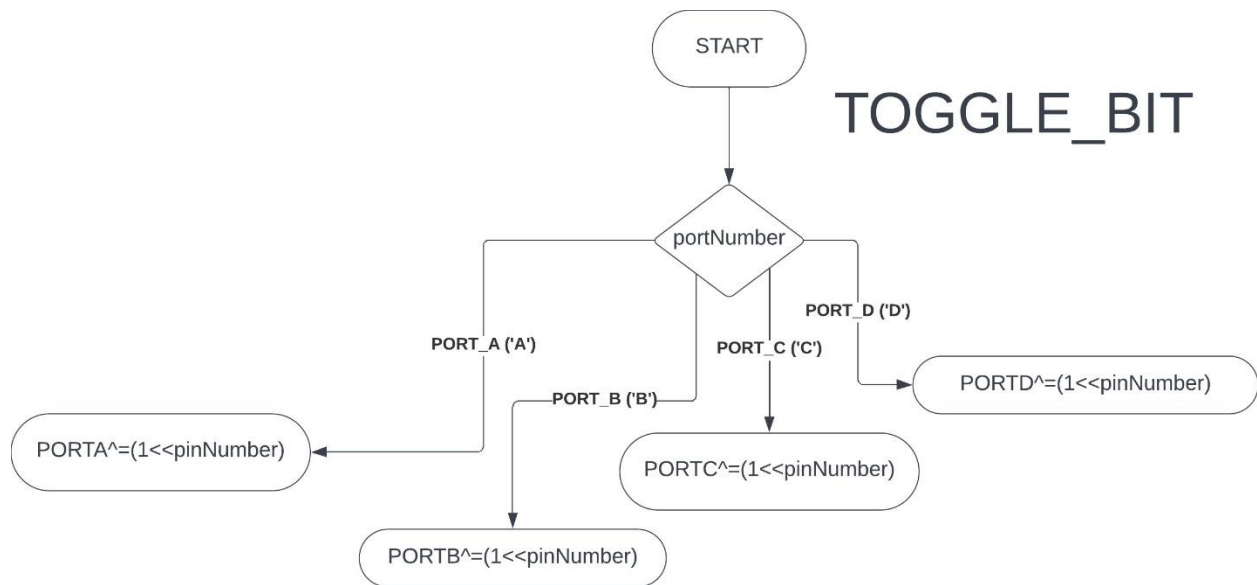 START
TOGGLE_BIT
portNumber
PORT_D ('D')
PORT_A ('A')
PORT_C ('C')
PORTD^=(1<<pinNumber)
PORT_B ('B')
PORTA^=(1<<pinNumber)
PORTC^=(1<<pinNumber)
PORTB^=(1<<pinNumber)